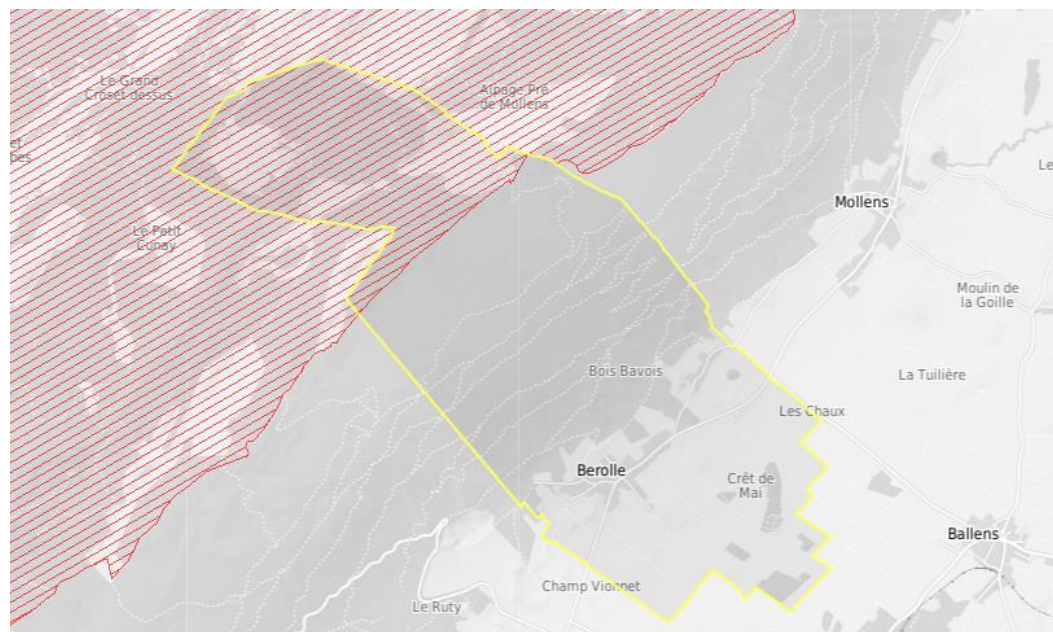 Le Grand
Croset dessus
Alpage Pré
de Mollens
Le
Mollens
Le Petit
Cunay
Moulin de
la Goille
Bois Bavois
La Tuilière
Les Chaux
Berolle
Crêt de
Mai
Ballens
Champ Vionnet
Le Ruty